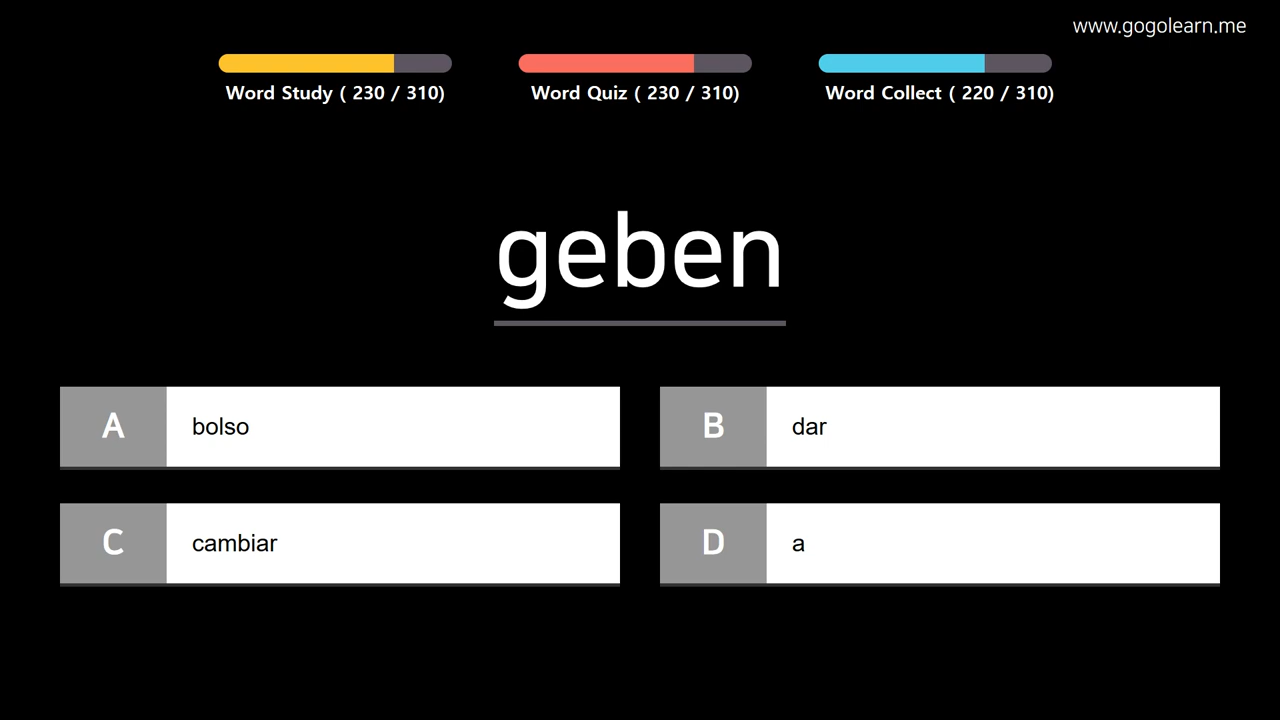 www.gogolearn.me
Word Study ( 230 / 310)
Word Quiz ( 230 / 310)
Word Collect ( 220 / 310)
geben
A
bolso
B
dar
C
cambiar
D
a